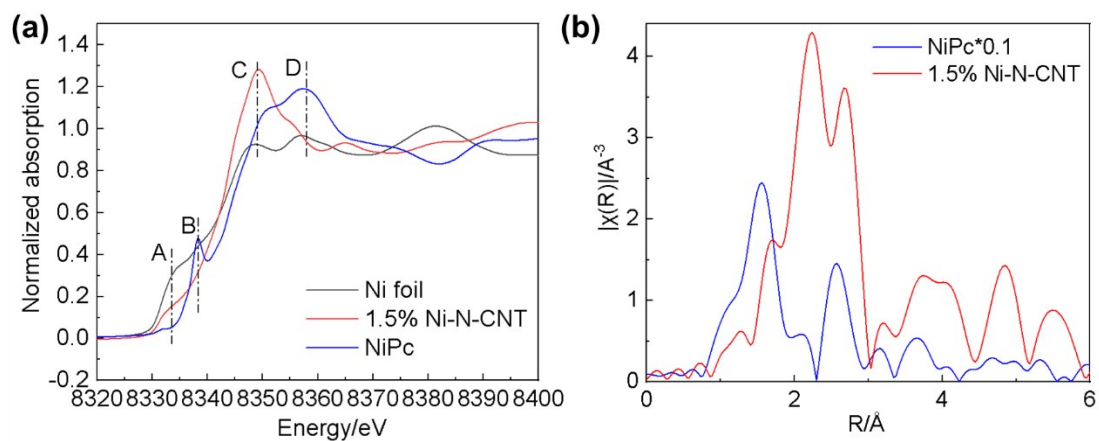 (a)
1.4
1.2
1.0
0.8
0.6
0.4
0.2
0.0
-0.2
Normalized absorption
A
B
C
D
Ni foil
1.5% Ni-N-CNT
NiPc
8320 8330 8340 8350 8360 8370 8380 8390 8400
Energy/eV
(b)
4
3
2
1
0
|χ(R)|/A⁻³
NiPc*0.1
1.5% Ni-N-CNT
0 2 4 6
R/Å